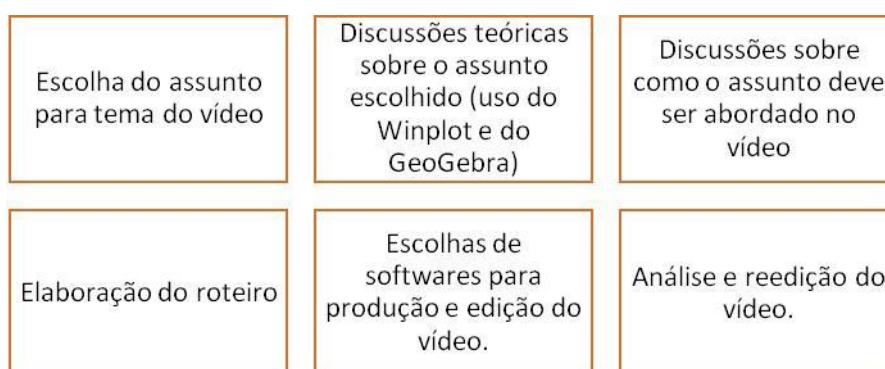 Escolha do assunto
para tema do vídeo
Discussões teóricas
sobre o assunto
escolhido (uso do
Winplot e do
GeoGebra)
Discussões sobre
como o assunto deve
ser abordado no
vídeo
Elaboração do roteiro
Escolhas de
softwares para
produção e edição do
vídeo.
Análise e reedição do
vídeo.